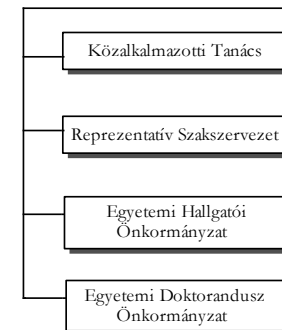 Közalkalmazotti Tanács
Reprezentatív Szakszervezet
Egyetemi Hallgatói
Önkormányzat
Egyetemi Doktorandusz
Önkormányzat